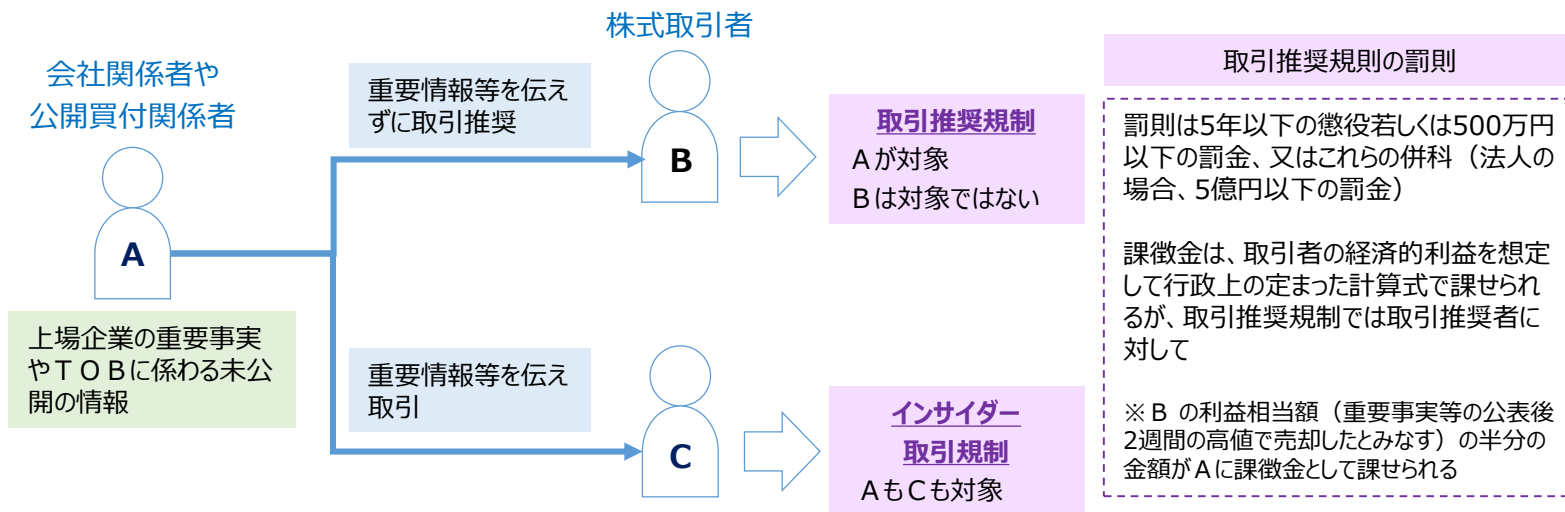 会社関係者や
公開買付関係者
A
上場企業の重要事実
やＴＯＢに係わる未公
開の情報
重要情報等を伝え
ずに取引推奨
株式取引者
B
取引推奨規制
Ａが対象
Ｂは対象ではない
重要情報等を伝え
取引
C
インサイダー
取引規制
ＡもＣも対象
取引推奨規則の罰則
罰則は5年以下の懲役若しくは500万円
以下の罰金、又はこれらの併科（法人の
場合、5億円以下の罰金）
課徴金は、取引者の経済的利益を想定
して行政上の定まった計算式で課せられ
るが、取引推奨規制では取引推奨者に
対して
※Ｂ の利益相当額（重要事実等の公表後
2週間の高値で売却したとみなす）の半分の
金額がＡに課徴金として課せられる